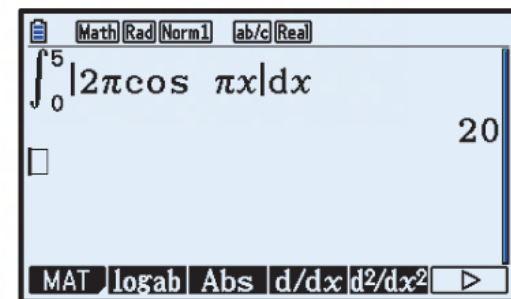 Math Rad Norm1 ab/c Real
∫₀⁵|2πcos πx|dx
20
MAT logab Abs d/dx d²/dx² ▷